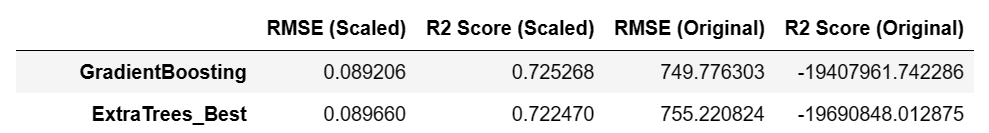 RMSE (Scaled) R2 Score (Scaled) RMSE (Original) R2 Score (Original)
GradientBoosting 0.089206 0.725268 749.776303 -19407961.742286
ExtraTrees_Best 0.089660 0.722470 755.220824 -19690848.012875